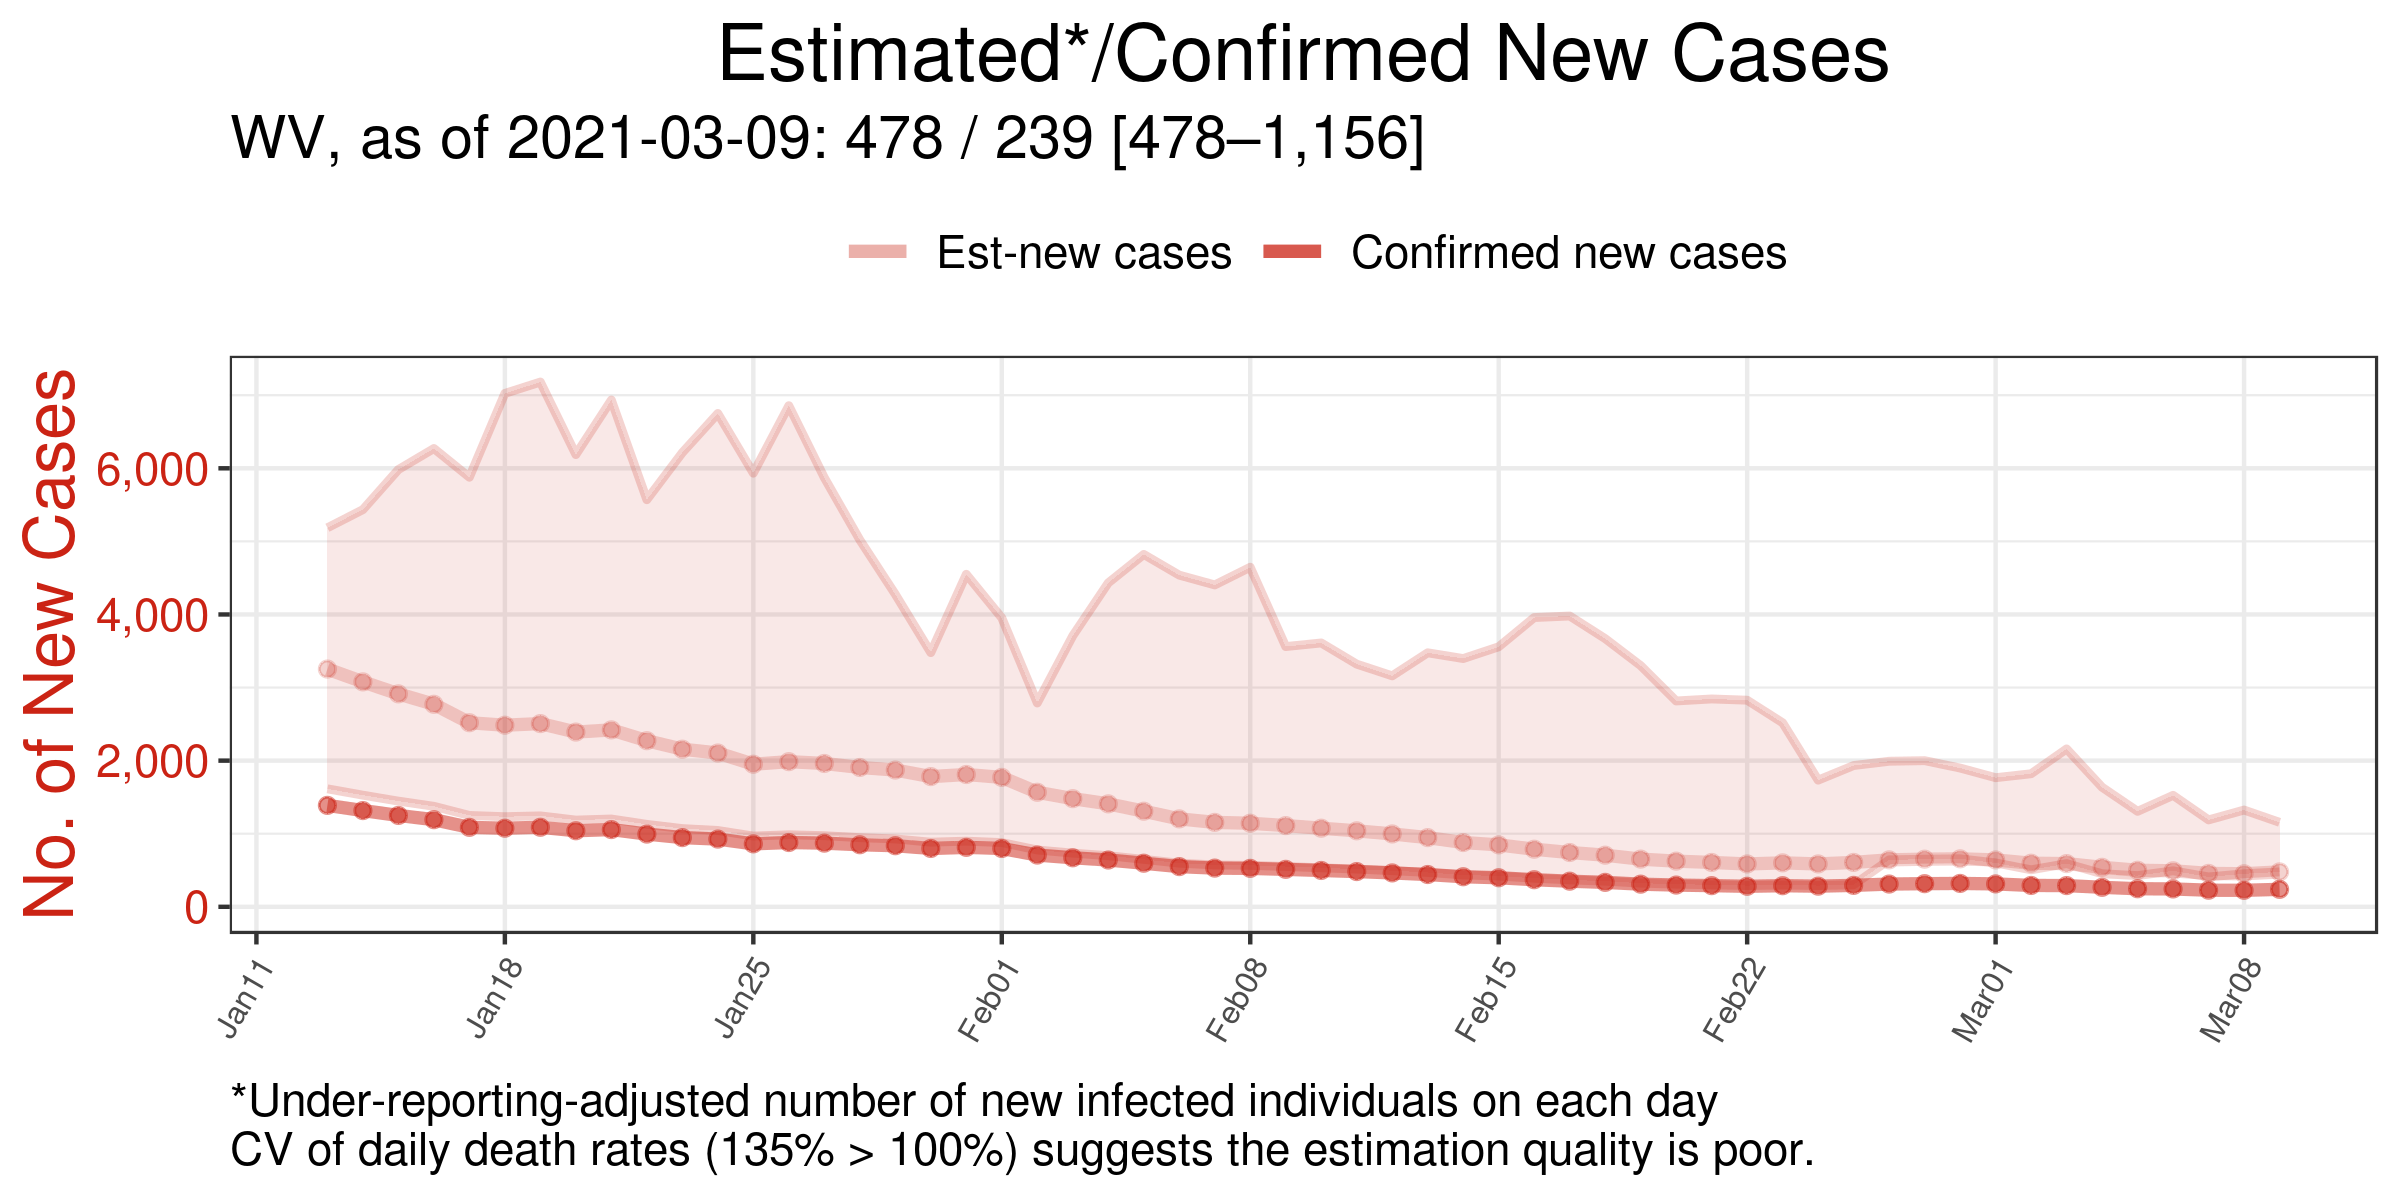 Estimated*/Confirmed New Cases
WV, as of 2021-03-09: 478 / 239 [478–1,156]
Est-new cases
Confirmed new cases
No. of New Cases
6,000
4,000
2,000
0
Jan11
Jan18
Jan25
Feb01
Feb08
Feb15
Feb22
Mar01
Mar08
*Under-reporting-adjusted number of new infected individuals on each day
CV of daily death rates (135% > 100%) suggests the estimation quality is poor.